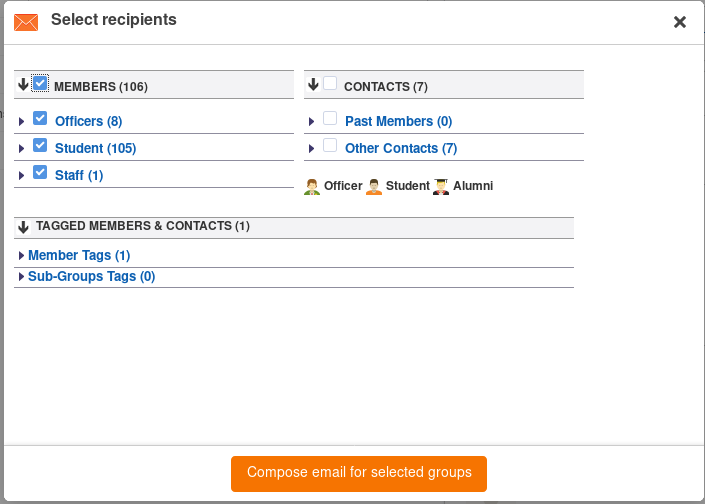 Select recipients
MEMBERS (106)
Officers (8)
Student (105)
Staff (1)
CONTACTS (7)
Past Members (0)
Other Contacts (7)
Officer Student Alumni
TAGGED MEMBERS & CONTACTS (1)
Member Tags (1)
Sub-Groups Tags (0)
Compose email for selected groups